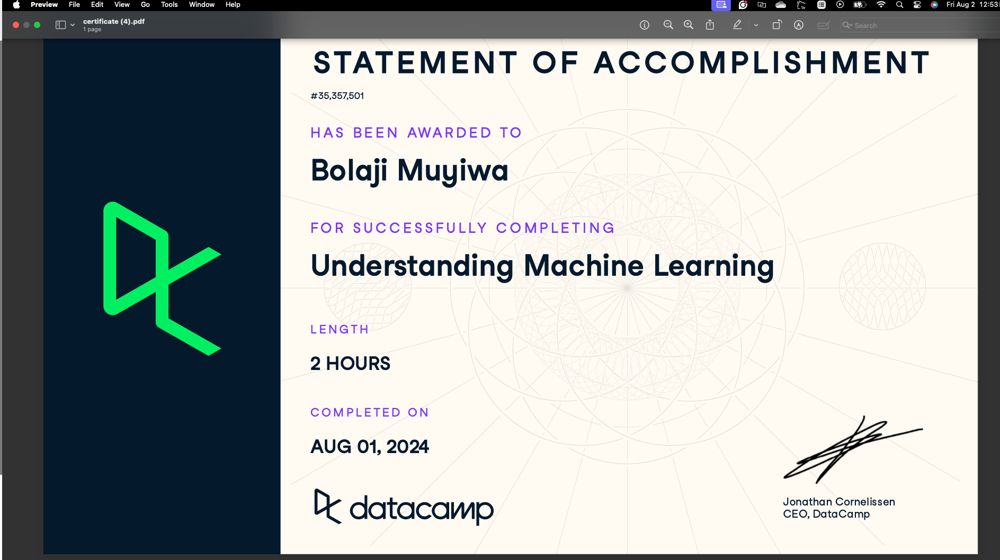 Preview File Edit View Go Tools Window Help Fri Aug 2 12:53
certificate (4).pdf
1 page
Search
STATEMENT OF ACCOMPLISHMENT
#35,357,501
HAS BEEN AWARDED TO
Bolaji Muyiwa
FOR SUCCESSFULLY COMPLETING
Understanding Machine Learning
LENGTH
2 HOURS
COMPLETED ON
AUG 01, 2024
datacamp
Jonathan Cornelissen
CEO, DataCamp